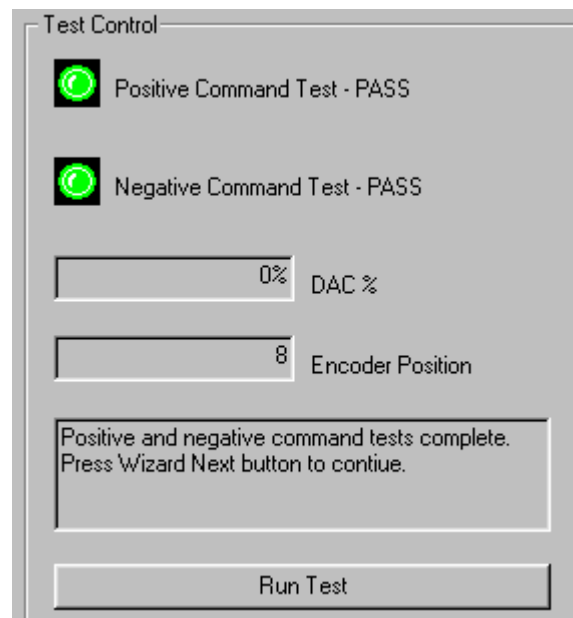 Test Control
Positive Command Test - PASS
Negative Command Test - PASS
0% DAC %
8 Encoder Position
Positive and negative command tests complete.
Press Wizard Next button to contiue.
Run Test